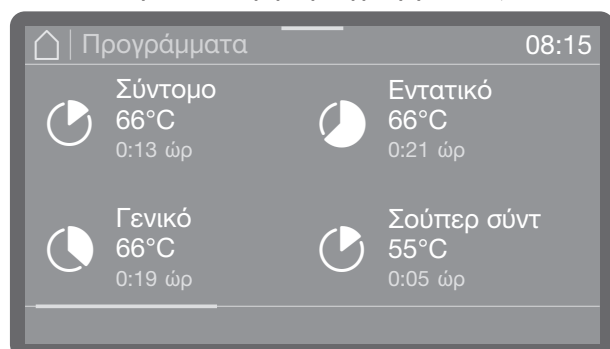 Προγράμματα 08:15
Σύντομο
66°C
0:13 ώρ
Εντατικό
66°C
0:21 ώρ
Γενικό
66°C
0:19 ώρ
Σούπερ σύντ
55°C
0:05 ώρ